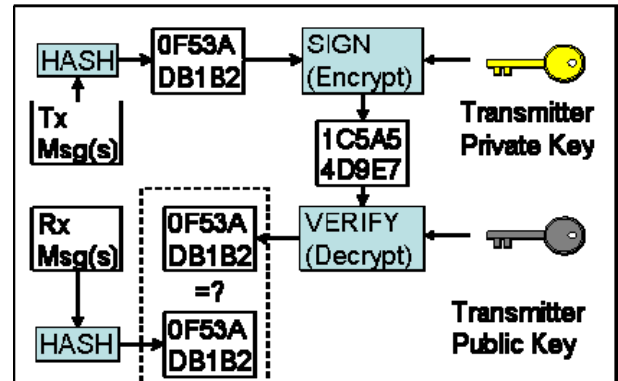 HASH
0F53A
DB1B2
SIGN
(Encrypt)
Tx
Msg(s)
Transmitter
Private Key
1C5A5
4D9E7
Rx
Msg(s)
0F53A
DB1B2
VERIFY
(Decrypt)
=?
HASH
0F53A
DB1B2
Transmitter
Public Key